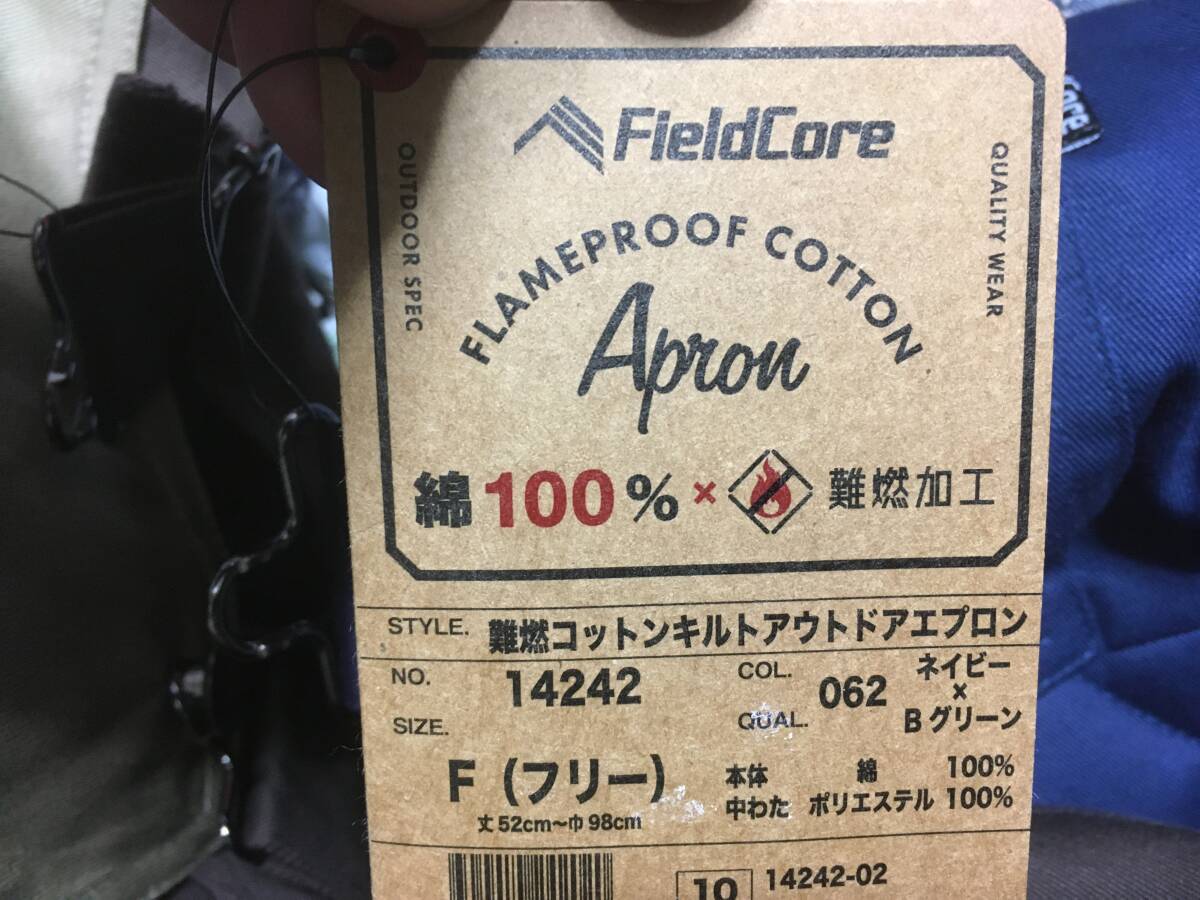 FieldCore
OUTDOOR SPEC
QUALITY WEAR
FLAMEPROOF COTTON
Apron
綿100%×難燃加工
STYLE. 難燃コットンキルトアウトドアエプロン
NO. 14242
COL. 062 ネイビー×Bグリーン
SIZE. F(フリー)
丈52cm〜巾98cm
QUAL.
本体 綿 100%
中わた ポリエステル 100%
10 14242-02
Core